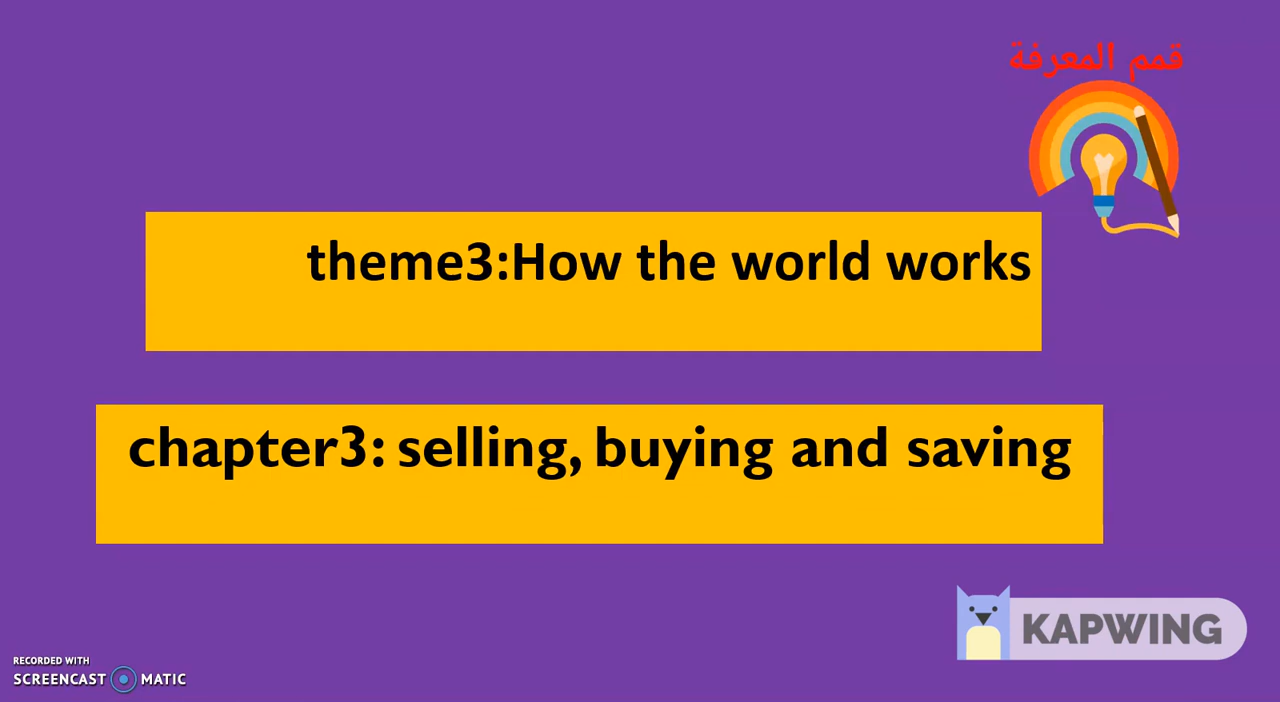 قمم المعرفة
theme3:How the world works
chapter3: selling, buying and saving
KAPWING
RECORDED WITH
SCREENCAST MATIC